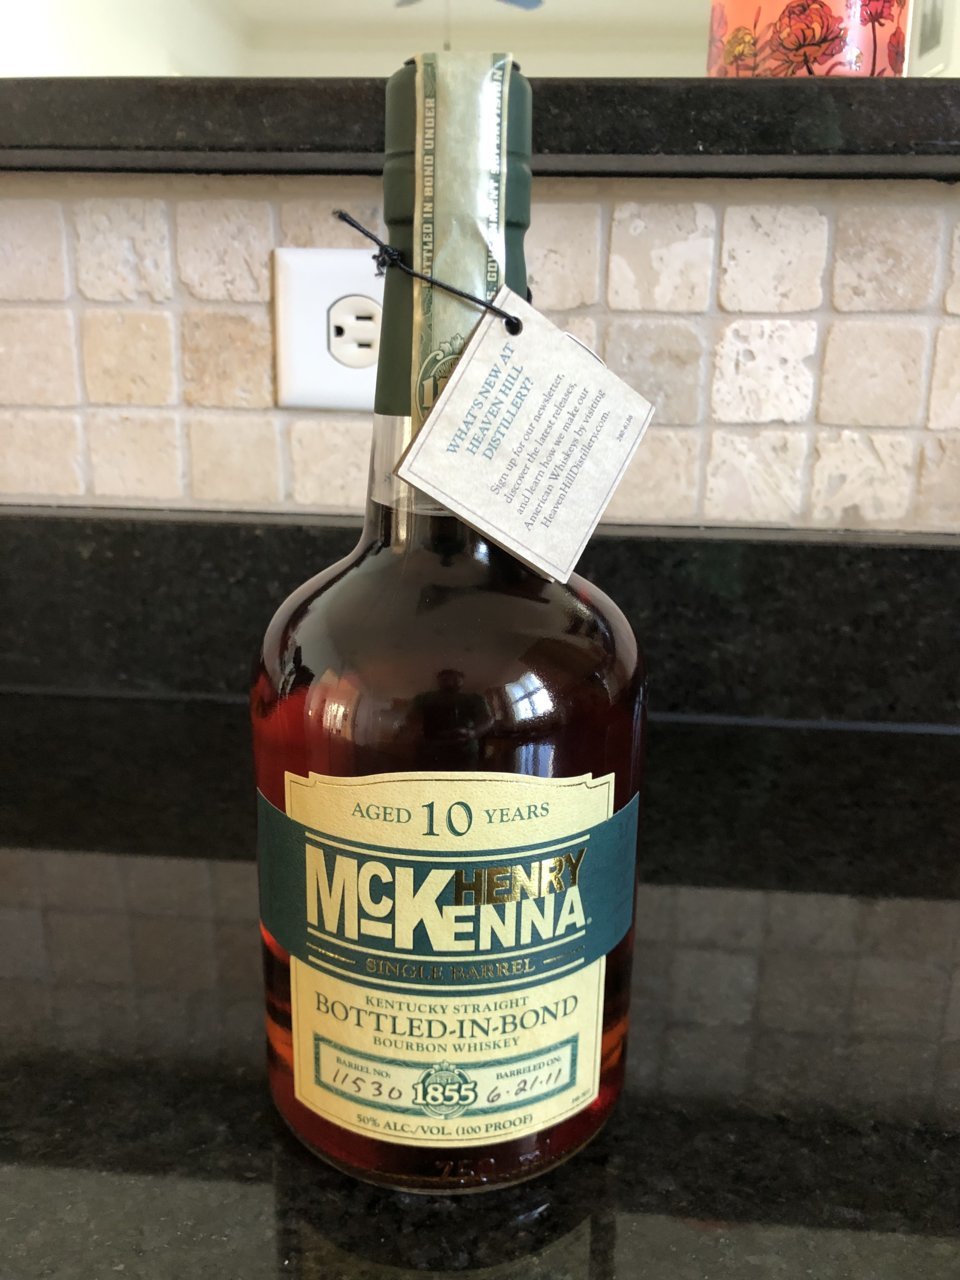 BOTTLED IN BOND UNDER
WHAT'S NEW AT
HEAVEN HILL
DISTILLERY?
Sign up for our newsletter,
discover the latest releases,
and learn how we make our
American Whiskeys by visiting
HeavenHillDistillery.com.
AGED 10 YEARS
HENRY
McKENNA
SINGLE BARREL
KENTUCKY STRAIGHT
BOTTLED-IN-BOND
BOURBON WHISKEY
BARREL NO: BARRELED ON:
11530 EST. 1855 6-21-11
50% ALC./VOL. (100 PROOF)